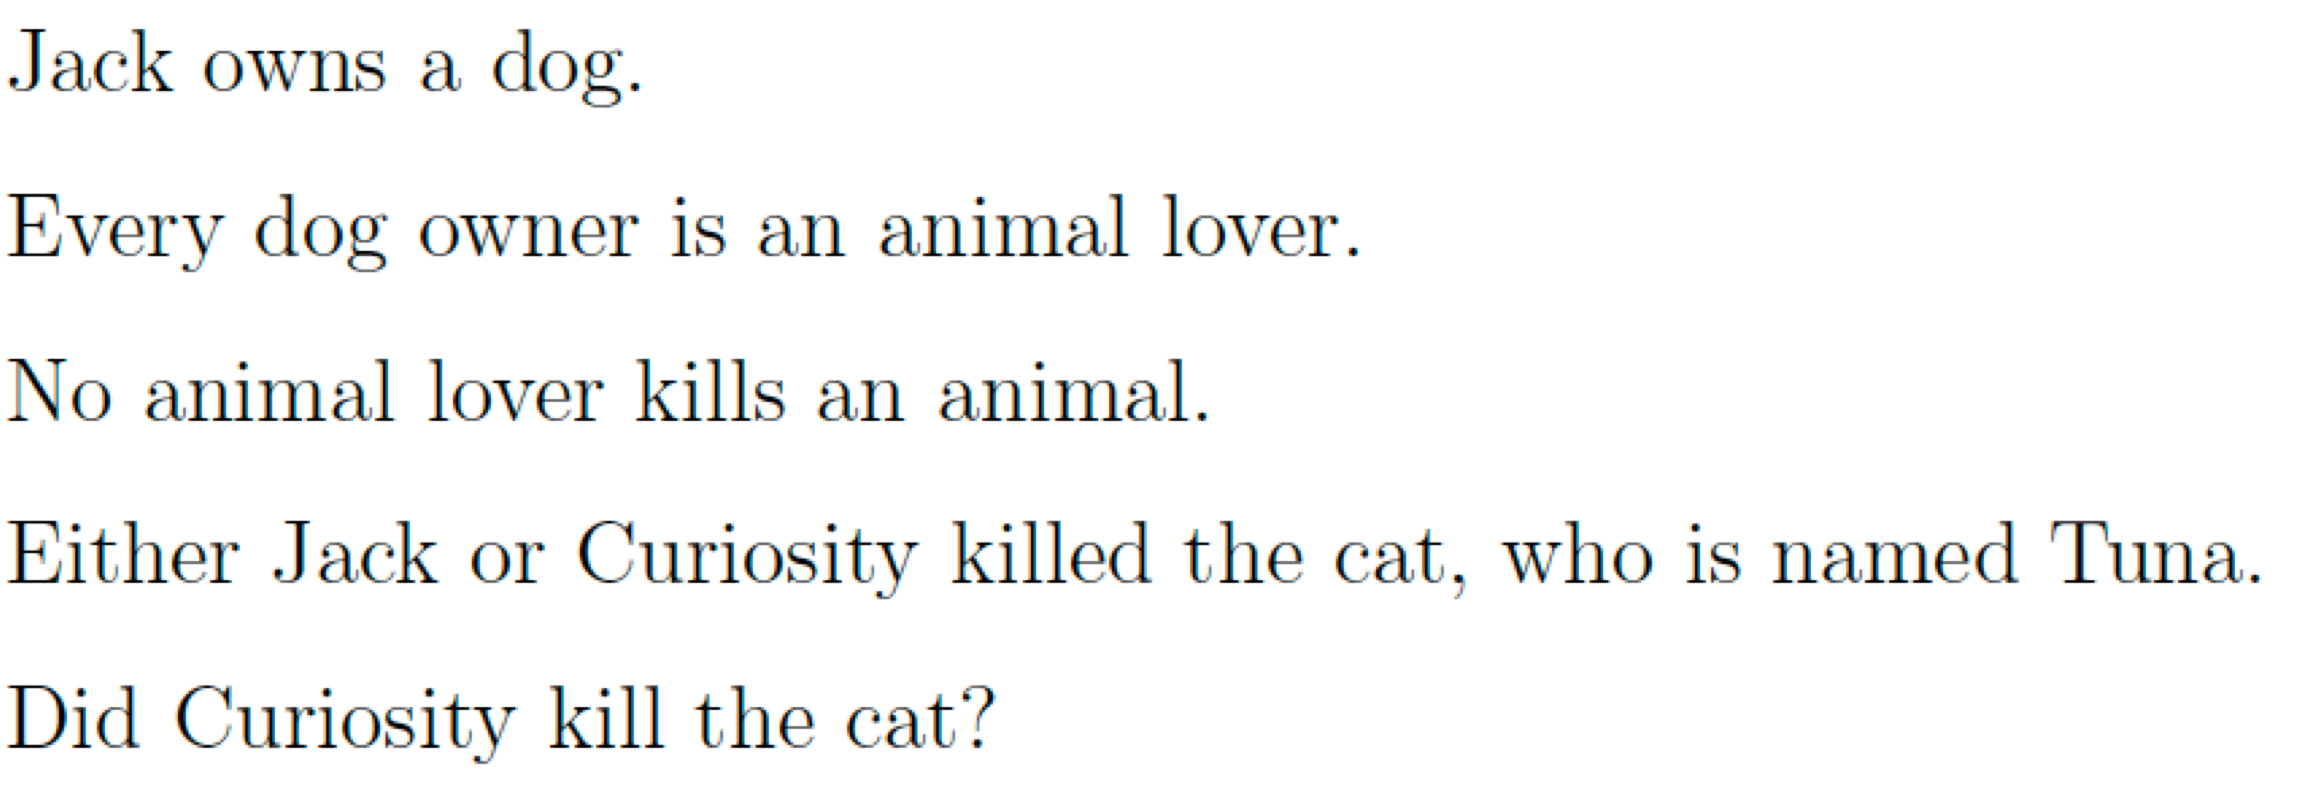 Jack owns a dog.
Every dog owner is an animal lover.
No animal lover kills an animal.
Either Jack or Curiosity killed the cat, who is named Tuna.
Did Curiosity kill the cat?